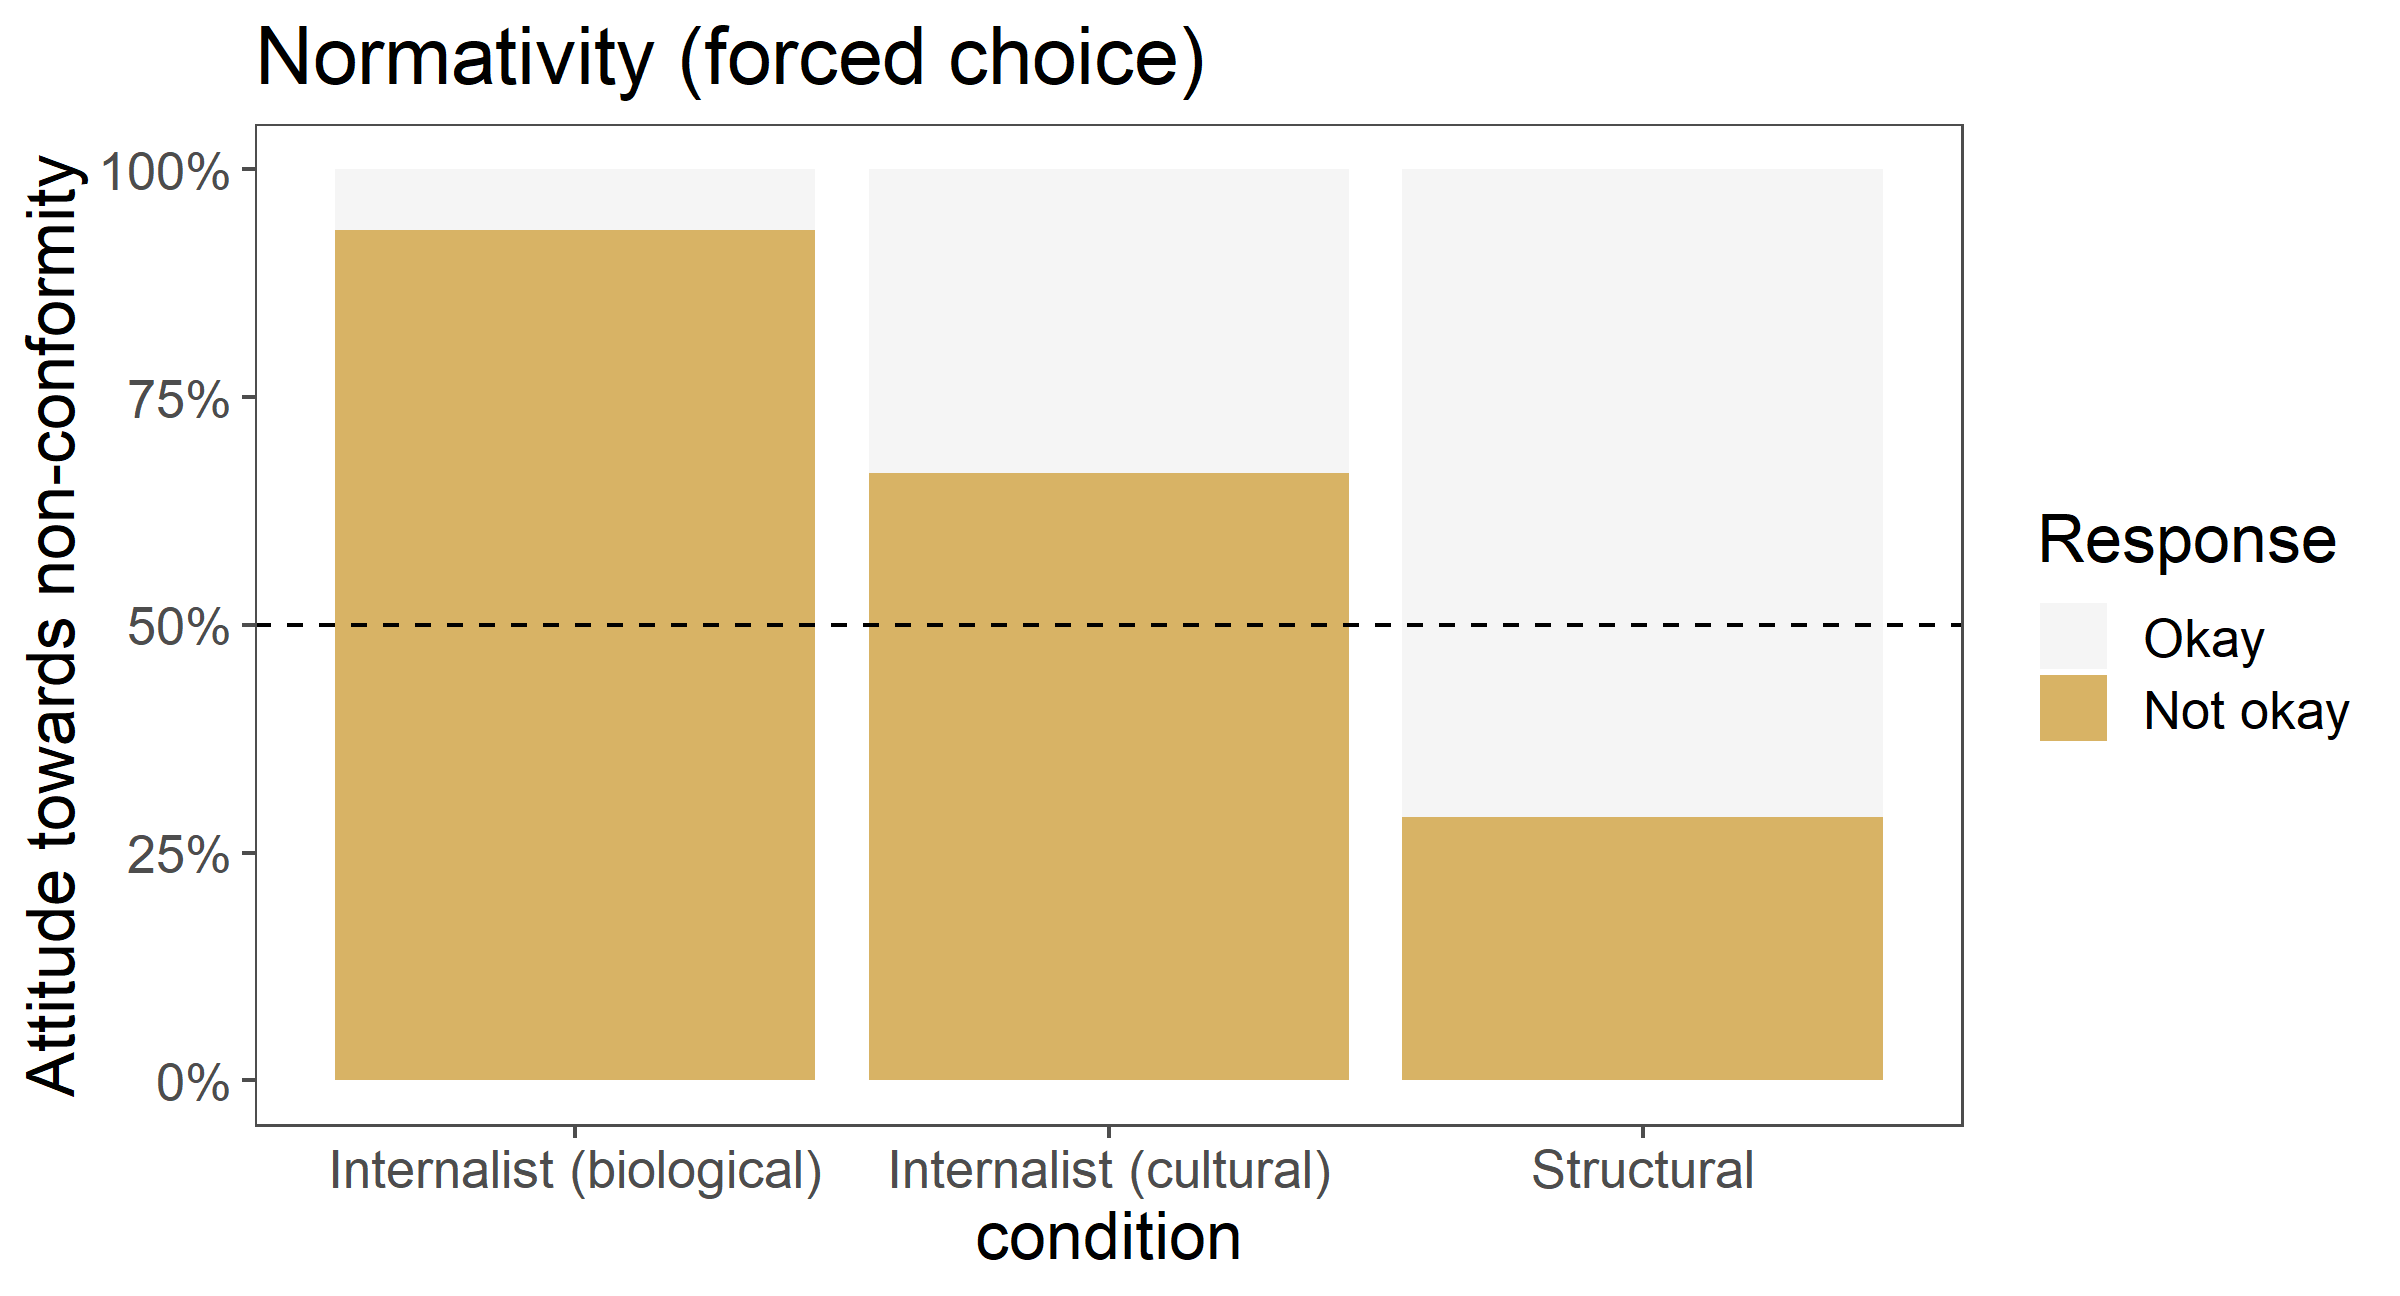 Normativity (forced choice)
Attitude towards non-conformity
100%
75%
50%
25%
0%
Internalist (biological)
Internalist (cultural)
Structural
condition
Response
Okay
Not okay